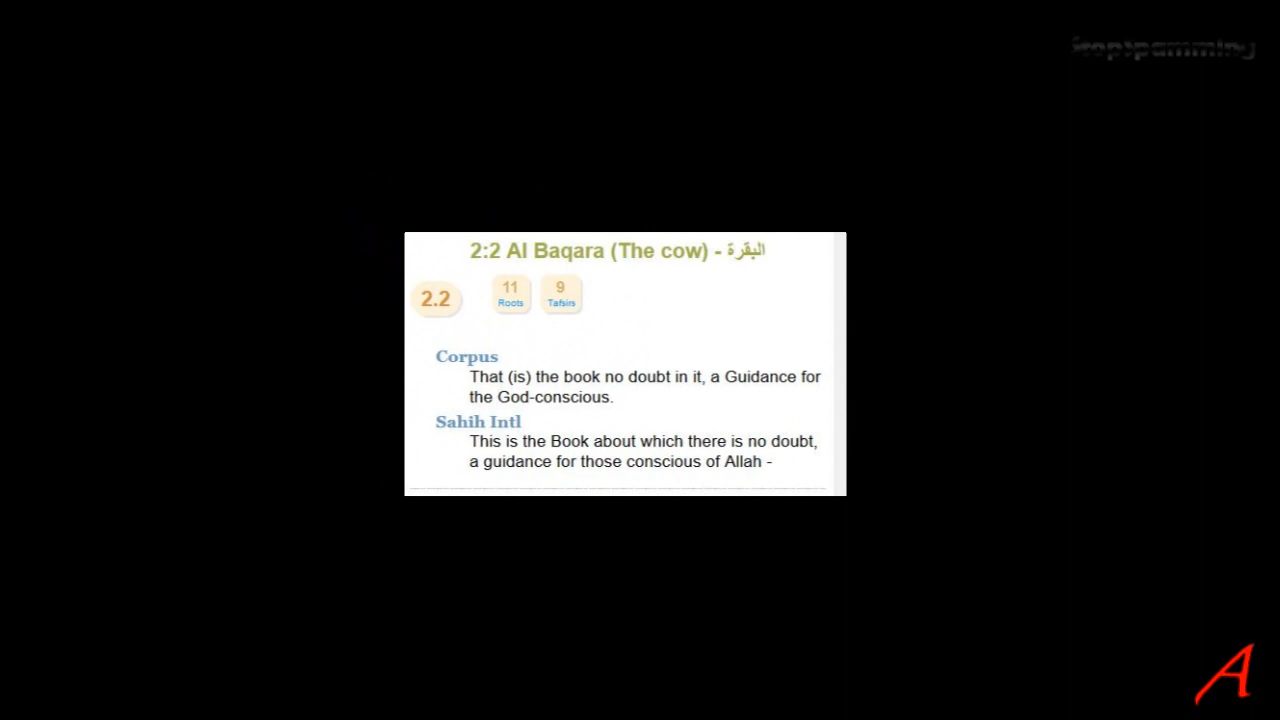 2:2 Al Baqara (The cow) - البقرة
2.2
11
Roots
9
Tafsirs
Corpus
That (is) the book no doubt in it, a Guidance for
the God-conscious.
Sahih Intl
This is the Book about which there is no doubt,
a guidance for those conscious of Allah -
A